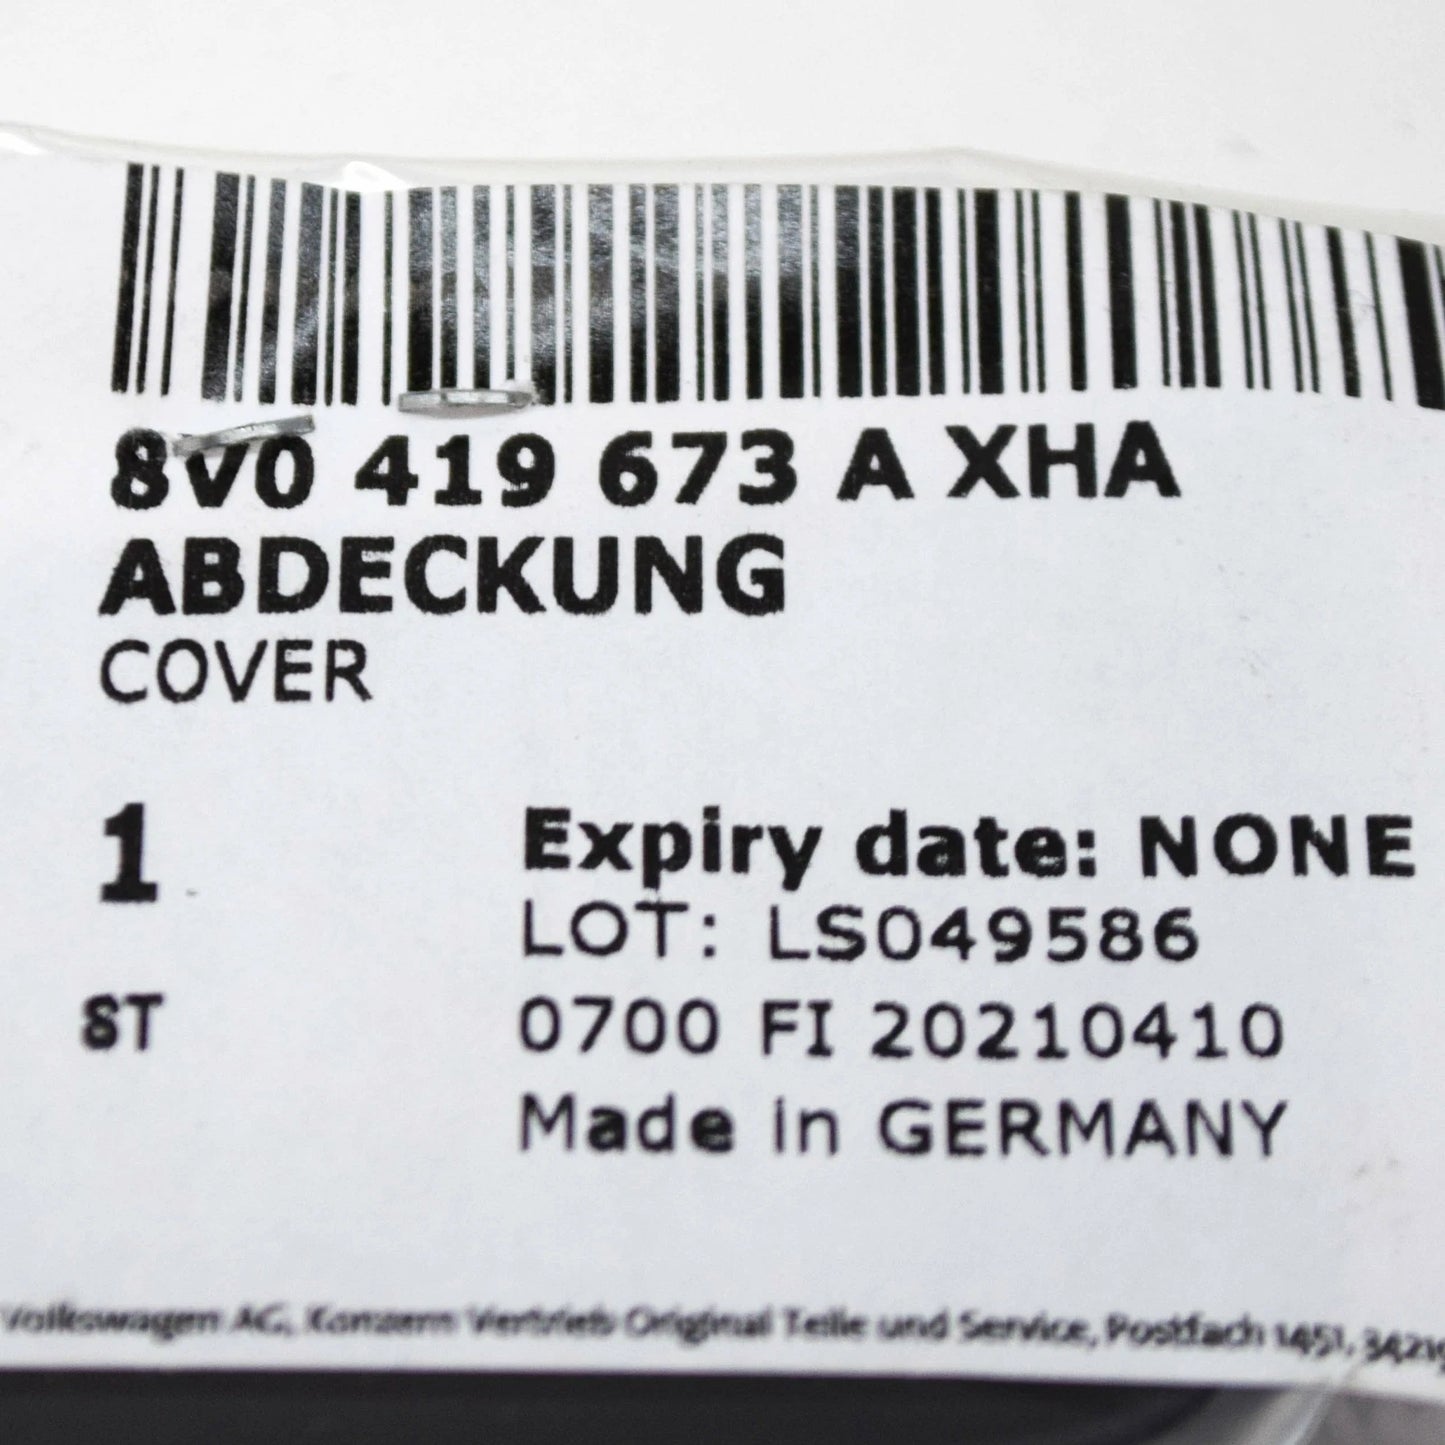 8V0 419 673 A XHA
ABDECKUNG
COVER
1
Expiry date: NONE
LOT: LS049586
ST
0700 FI 20210410
Made in GERMANY
Volkswagen AG, Konzern Vertrieb Original Teile und Service, Postfach 1451, 34219